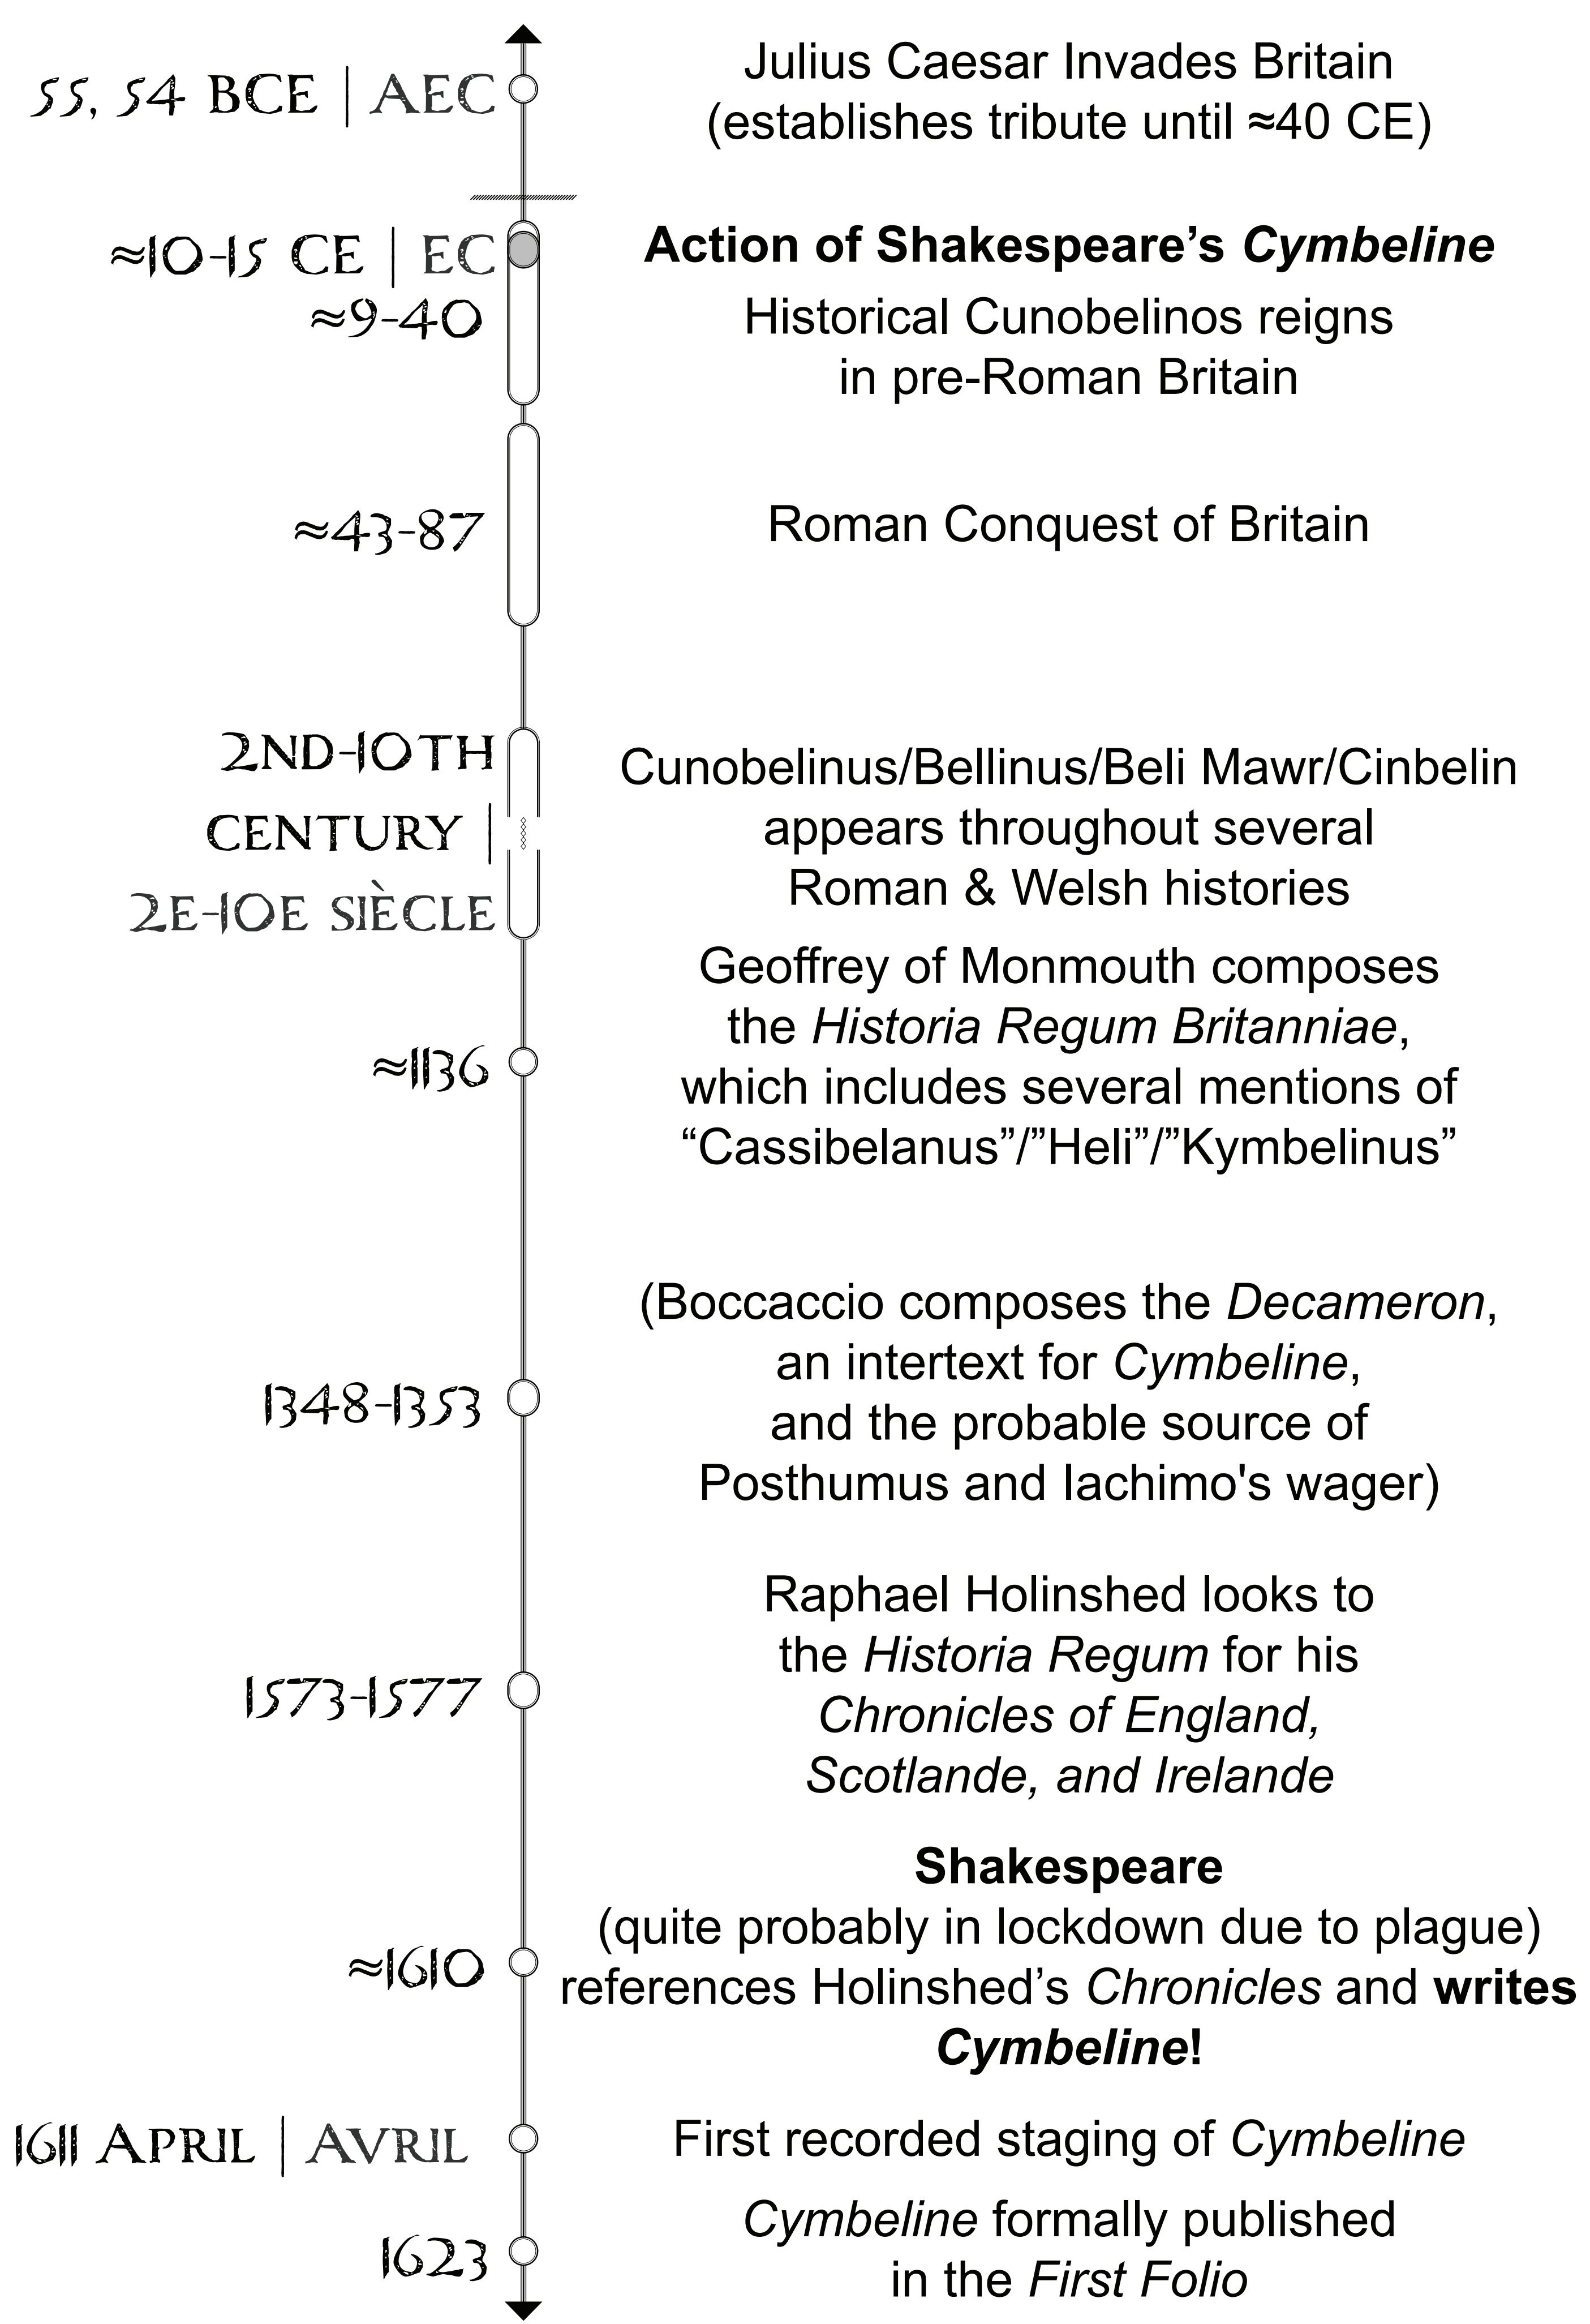 55, 54 BCE | AEC
Julius Caesar Invades Britain
(establishes tribute until ≈40 CE)
≈10-15 CE | EC
Action of Shakespeare’s Cymbeline
≈9-40
Historical Cunobelinos reigns
in pre-Roman Britain
≈43-87
Roman Conquest of Britain
2ND-10TH
CENTURY |
2E-10E SIÈCLE
Cunobelinus/Bellinus/Beli Mawr/Cinbelin
appears throughout several
Roman & Welsh histories
≈1136
Geoffrey of Monmouth composes
the Historia Regum Britanniae,
which includes several mentions of
“Cassibelanus”/”Heli”/”Kymbelinus”
1348-1353
(Boccaccio composes the Decameron,
an intertext for Cymbeline,
and the probable source of
Posthumus and Iachimo's wager)
1573-1577
Raphael Holinshed looks to
the Historia Regum for his
Chronicles of England,
Scotlande, and Irelande
≈1610
Shakespeare
(quite probably in lockdown due to plague)
references Holinshed’s Chronicles and writes
Cymbeline!
1611 APRIL | AVRIL
First recorded staging of Cymbeline
1623
Cymbeline formally published
in the First Folio